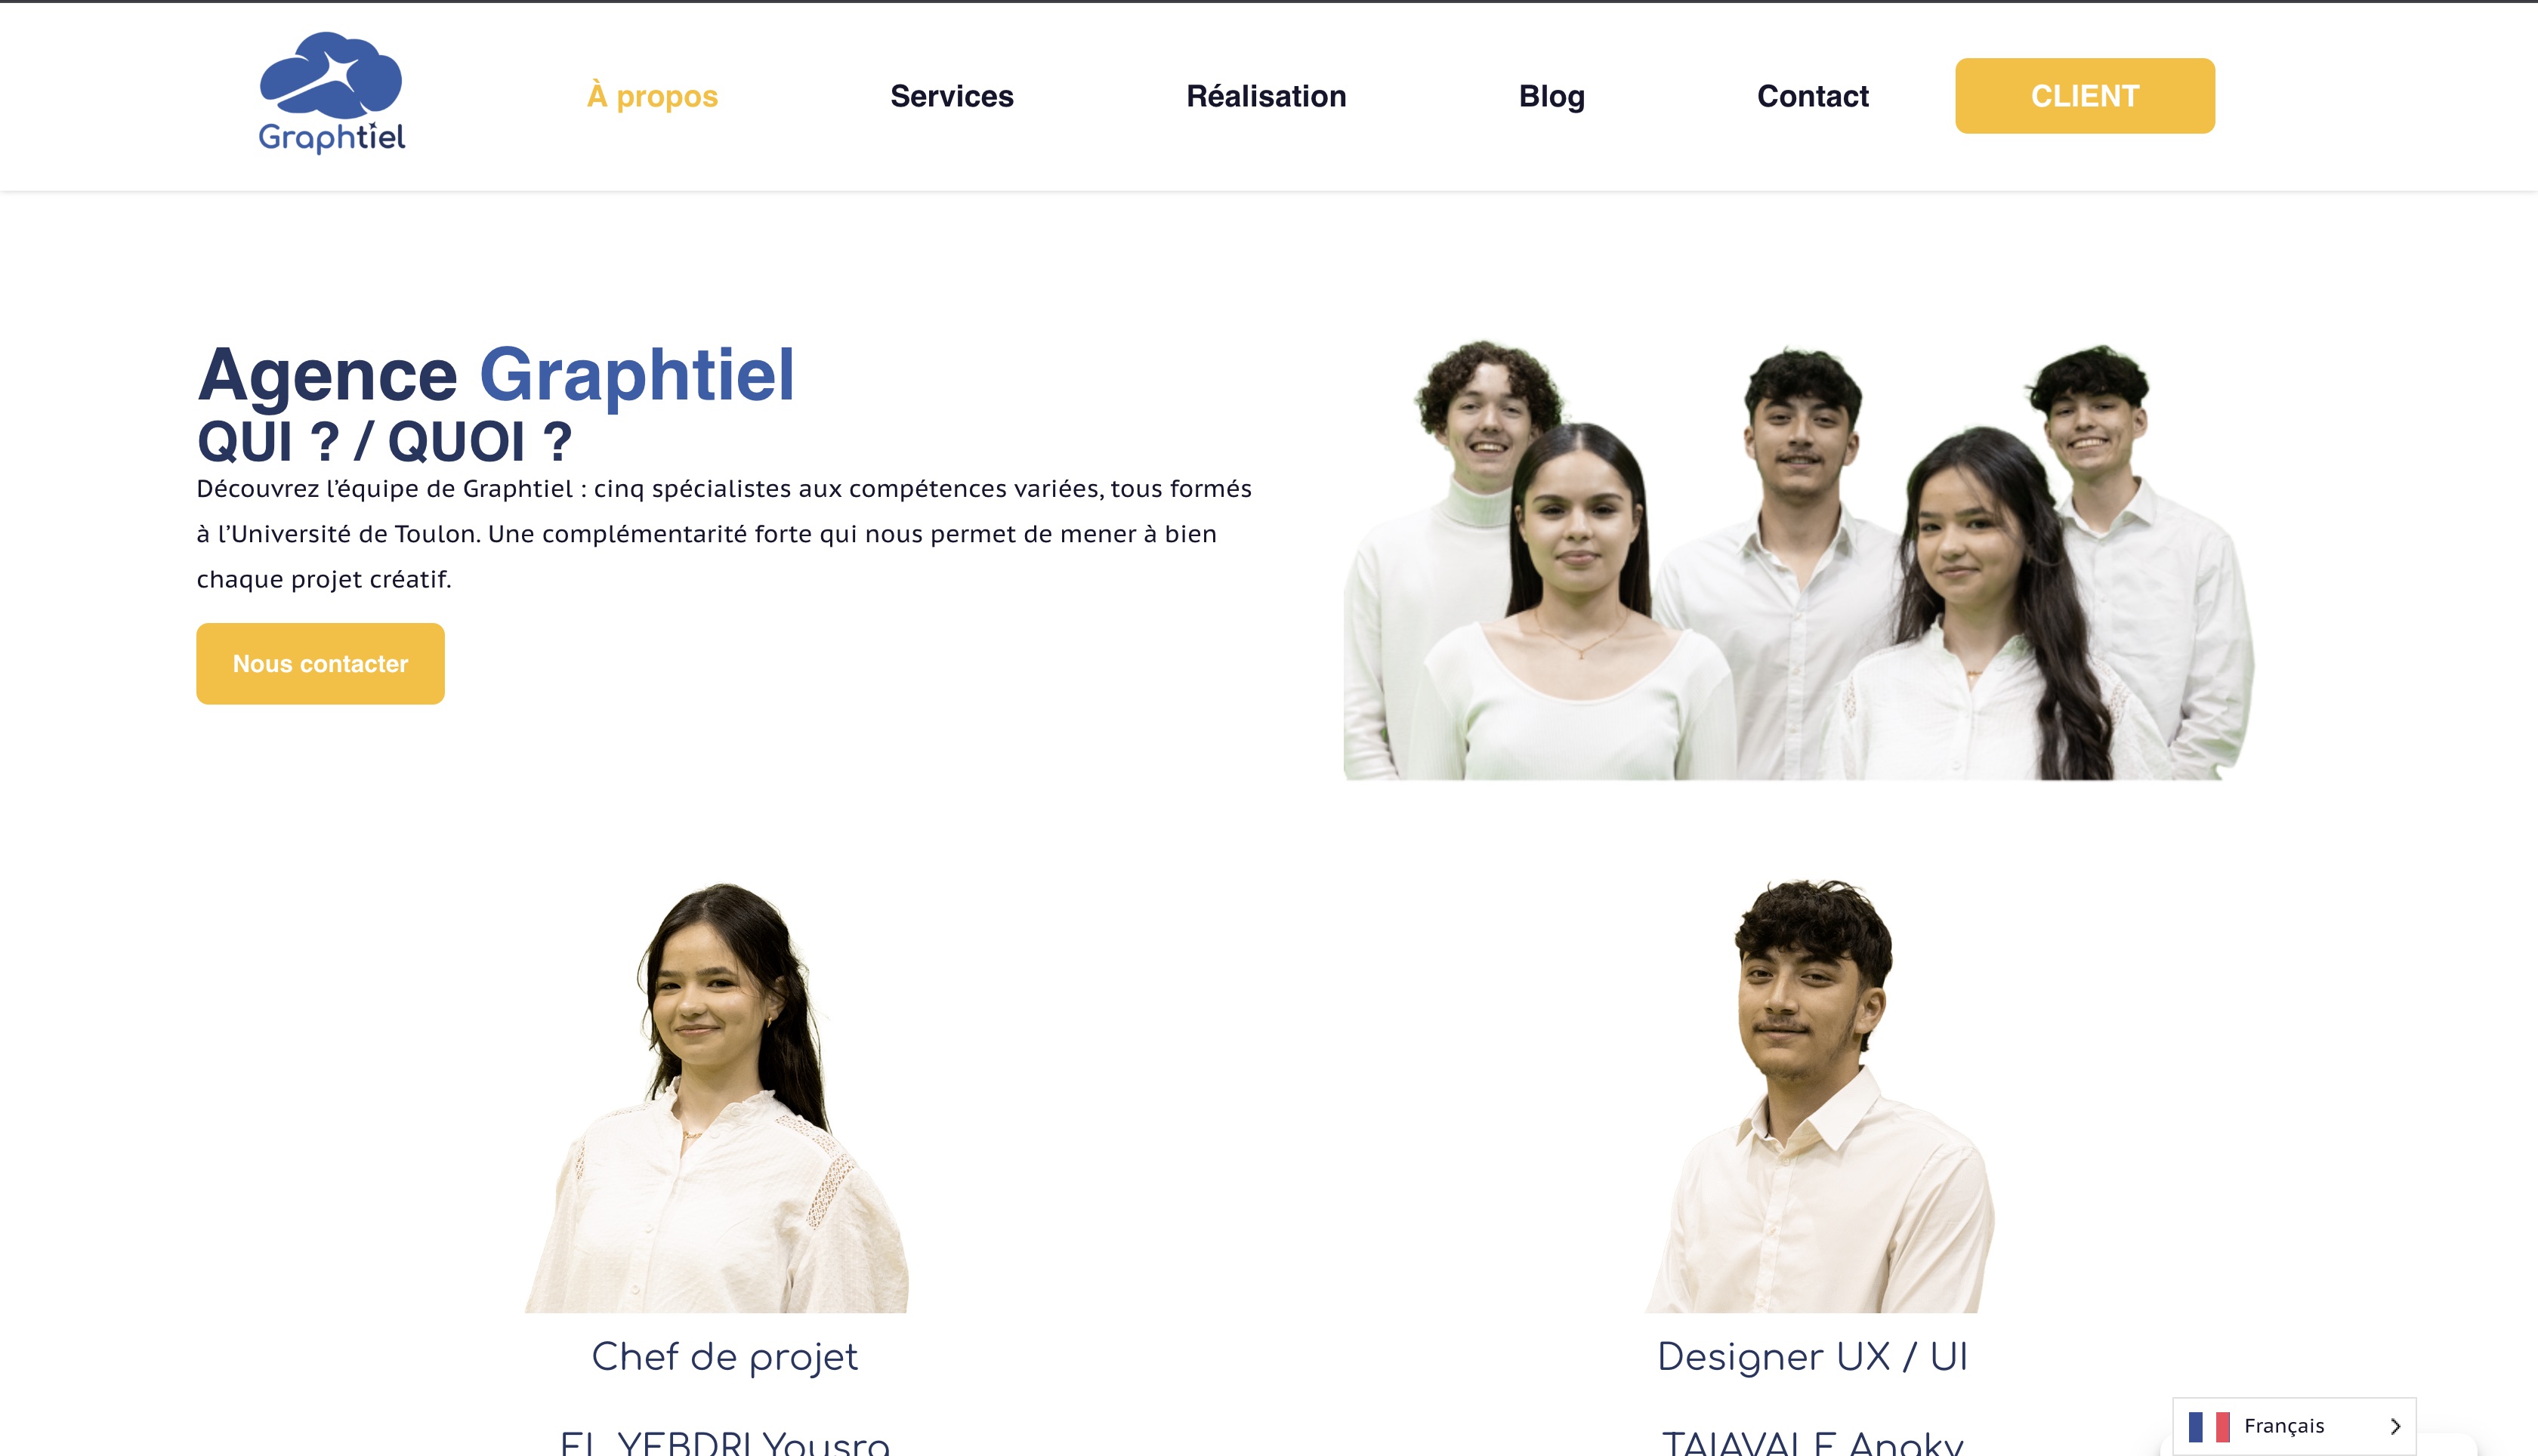 Graphtiel
À propos
Services
Réalisation
Blog
Contact
CLIENT
Agence Graphtiel
QUI ? / QUOI ?
Découvrez l’équipe de Graphtiel : cinq spécialistes aux compétences variées, tous formés
à l’Université de Toulon. Une complémentarité forte qui nous permet de mener à bien
chaque projet créatif.
Nous contacter
Chef de projet
Designer UX / UI
EL YEBDRI Yousra
Français